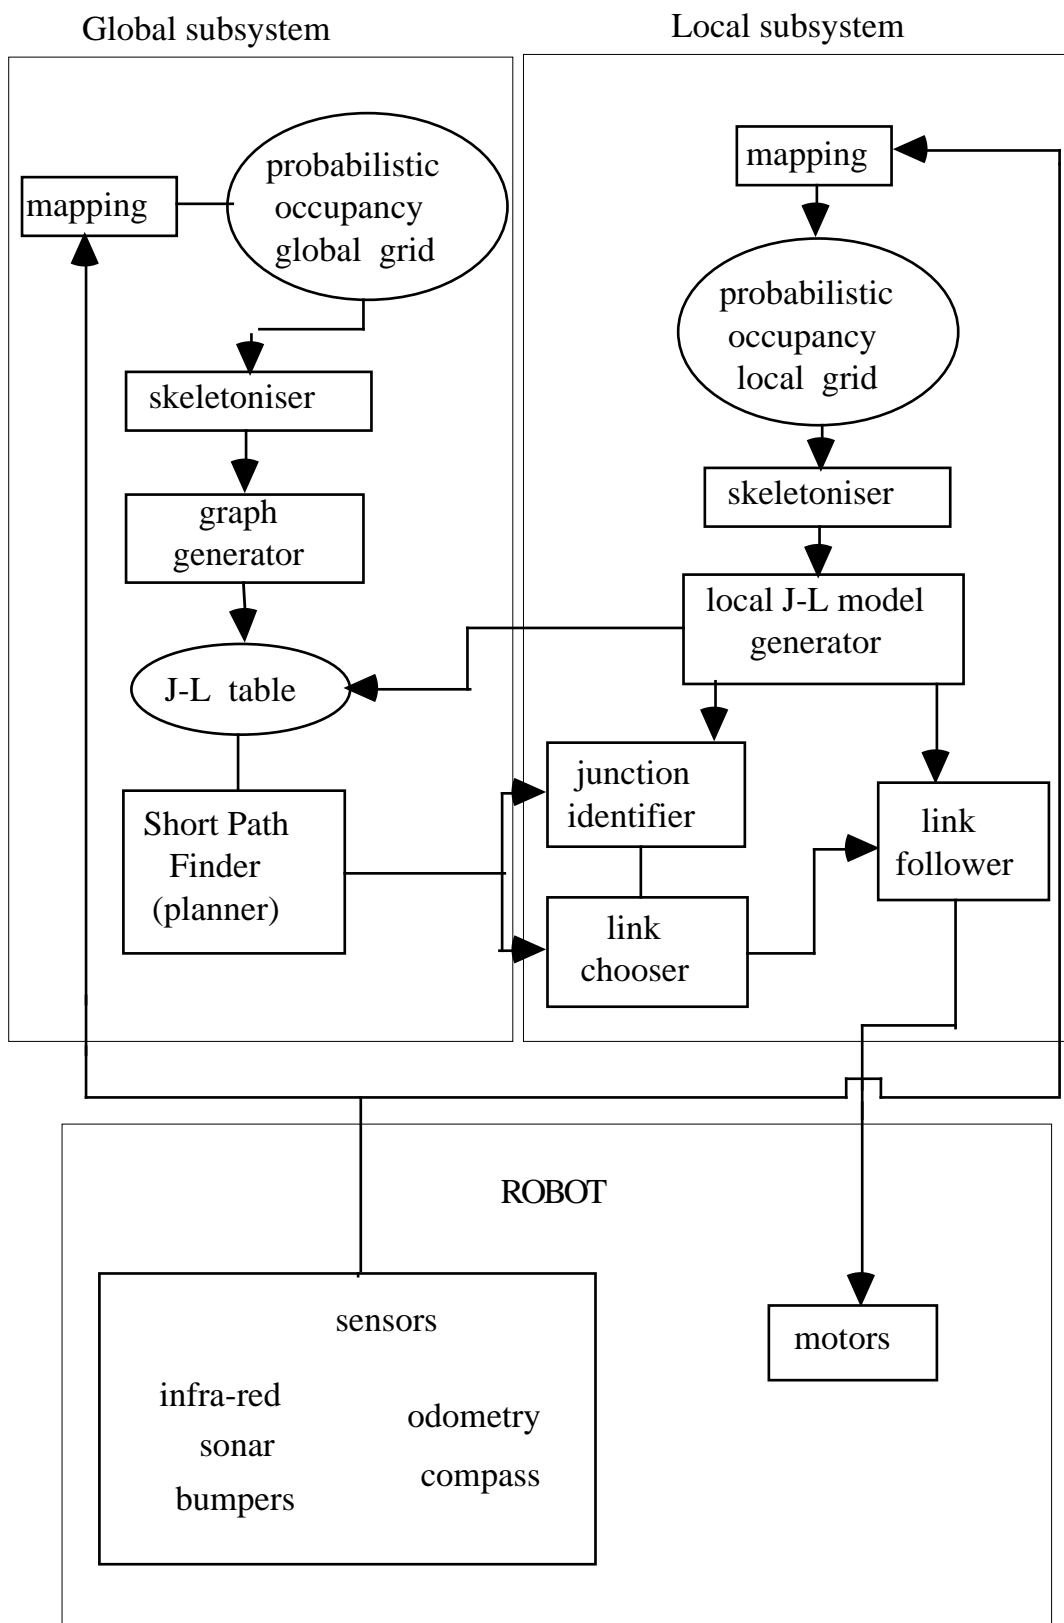 Global subsystem
Local subsystem
mapping
probabilistic
occupancy
global grid
skeletoniser
graph
generator
J-L table
Short Path
Finder
(planner)
mapping
probabilistic
occupancy
local grid
skeletoniser
local J-L model
generator
junction
identifier
link
chooser
link
follower
ROBOT
sensors
infra-red
sonar
bumpers
odometry
compass
motors